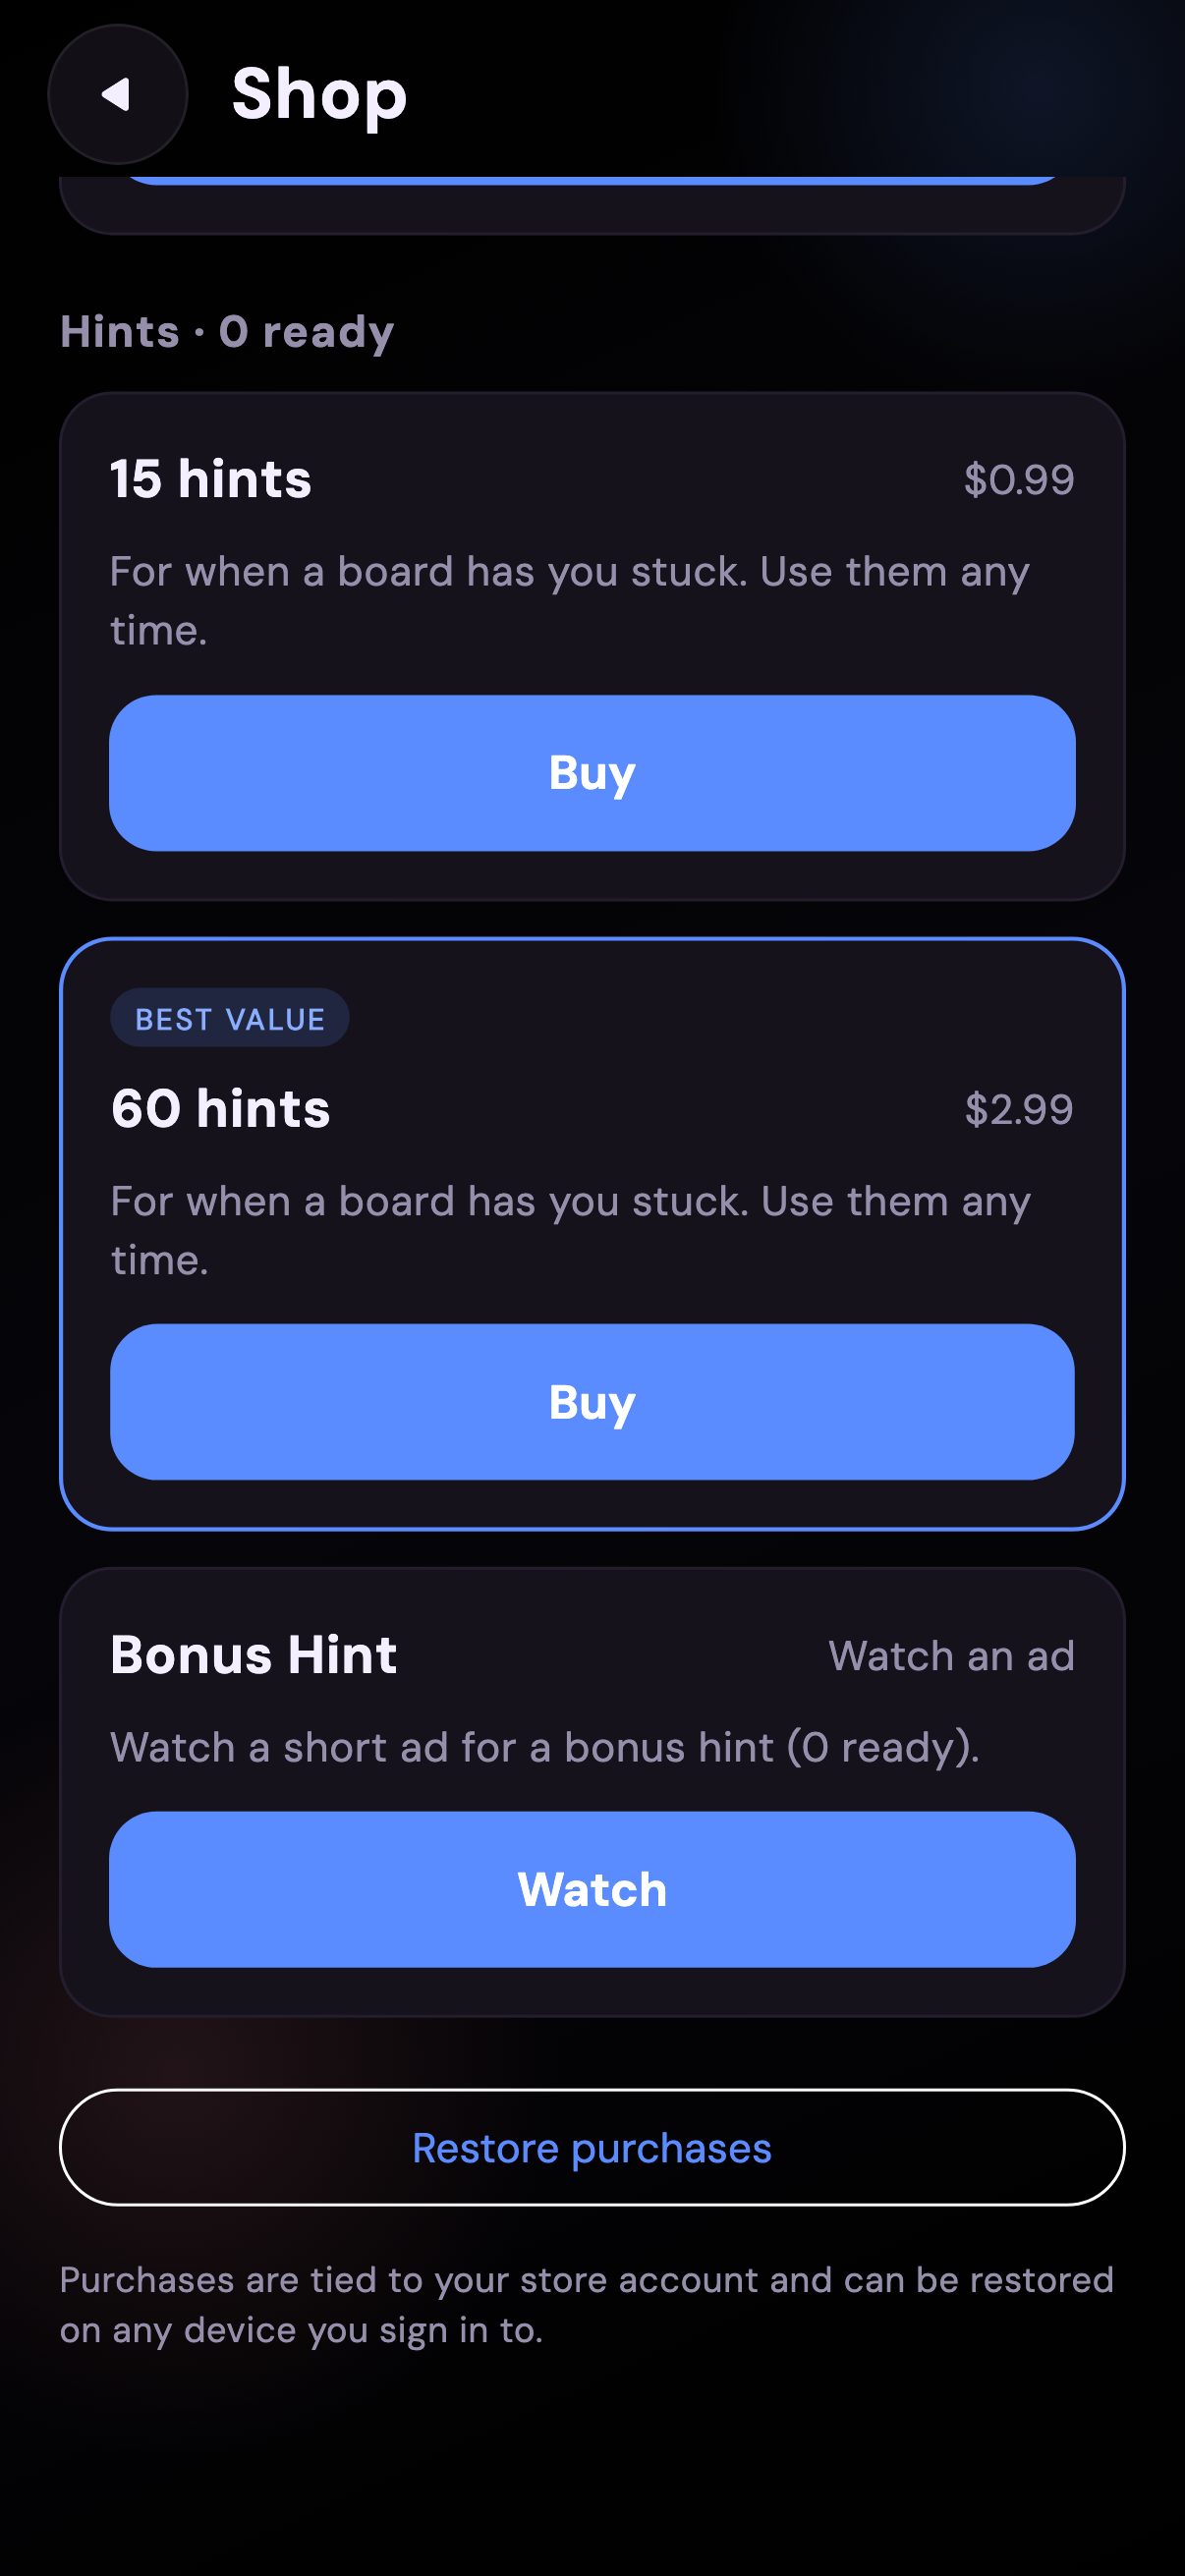 Shop
Hints · 0 ready
15 hints
$0.99
For when a board has you stuck. Use them any
time.
Buy
BEST VALUE
60 hints
$2.99
For when a board has you stuck. Use them any
time.
Buy
Bonus Hint
Watch an ad
Watch a short ad for a bonus hint (0 ready).
Watch
Restore purchases
Purchases are tied to your store account and can be restored
on any device you sign in to.